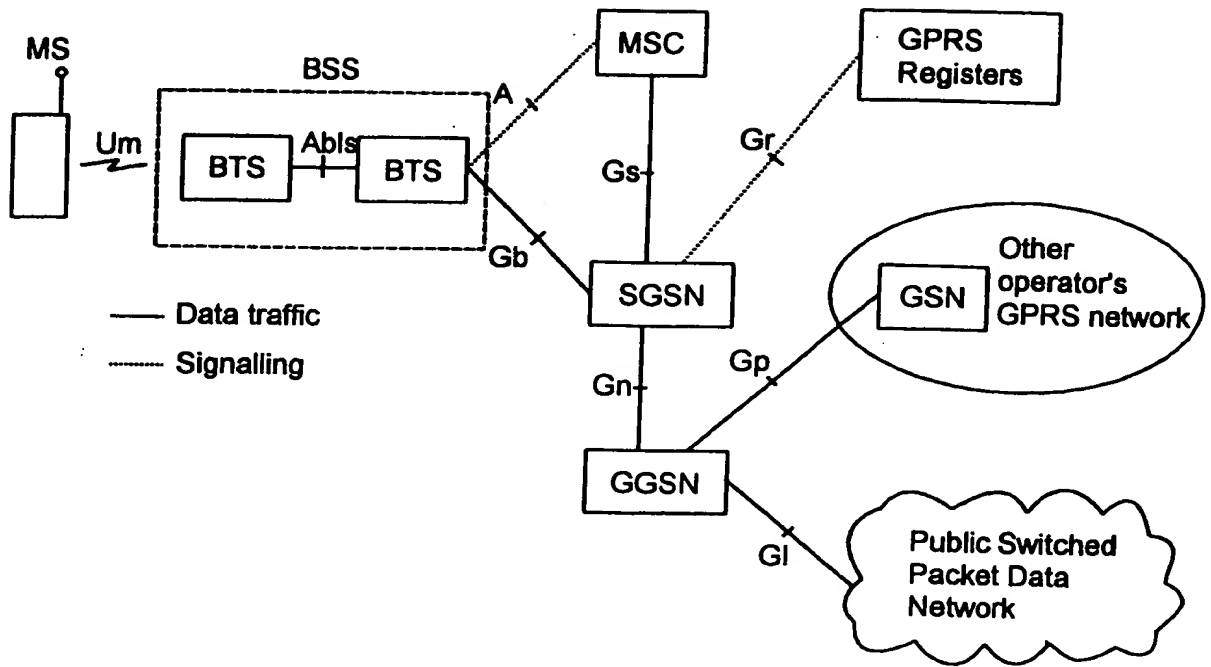 MS
Um
BSS
BTS
AbIs
BTS
A
MSC
GPRS
Registers
Gs
Gr
Gb
SGSN
Data traffic
Signalling
Other
operator's
GPRS network
GSN
Gn
Gp
GGSN
GI
Public Switched
Packet Data
Network